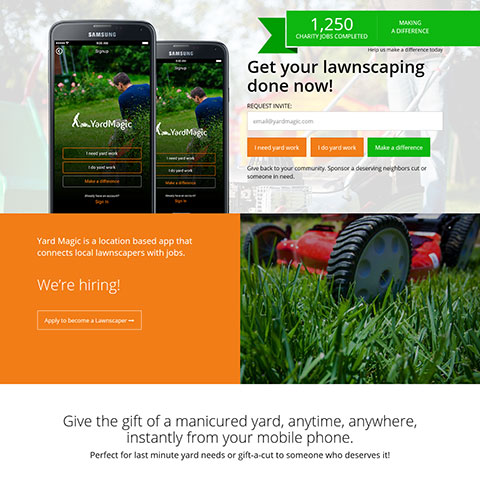 1,250
CHARITY JOBS COMPLETED
MAKING
A DIFFERENCE
Help us make a difference today
SAMSUNG
Signup
YardMagic
I need yard work
I do yard work
Make a difference
Already have an account?
Sign In
SAMSUNG
Signup
YardMagic
I need yard work
I do yard work
Make a difference
Already have an account?
Sign In
Get your lawnscaping
done now!
REQUEST INVITE:
email@yardmagic.com
I need yard work
I do yard work
Make a difference
Give back to your community. Sponsor a deserving neighbors cut or
someone in need.
Yard Magic is a location based app that
connects local lawnscapers with jobs.
We're hiring!
Apply to become a Lawnscaper ➞
Give the gift of a manicured yard, anytime, anywhere,
instantly from your mobile phone.
Perfect for last minute yard needs or gift-a-cut to someone who deserves it!